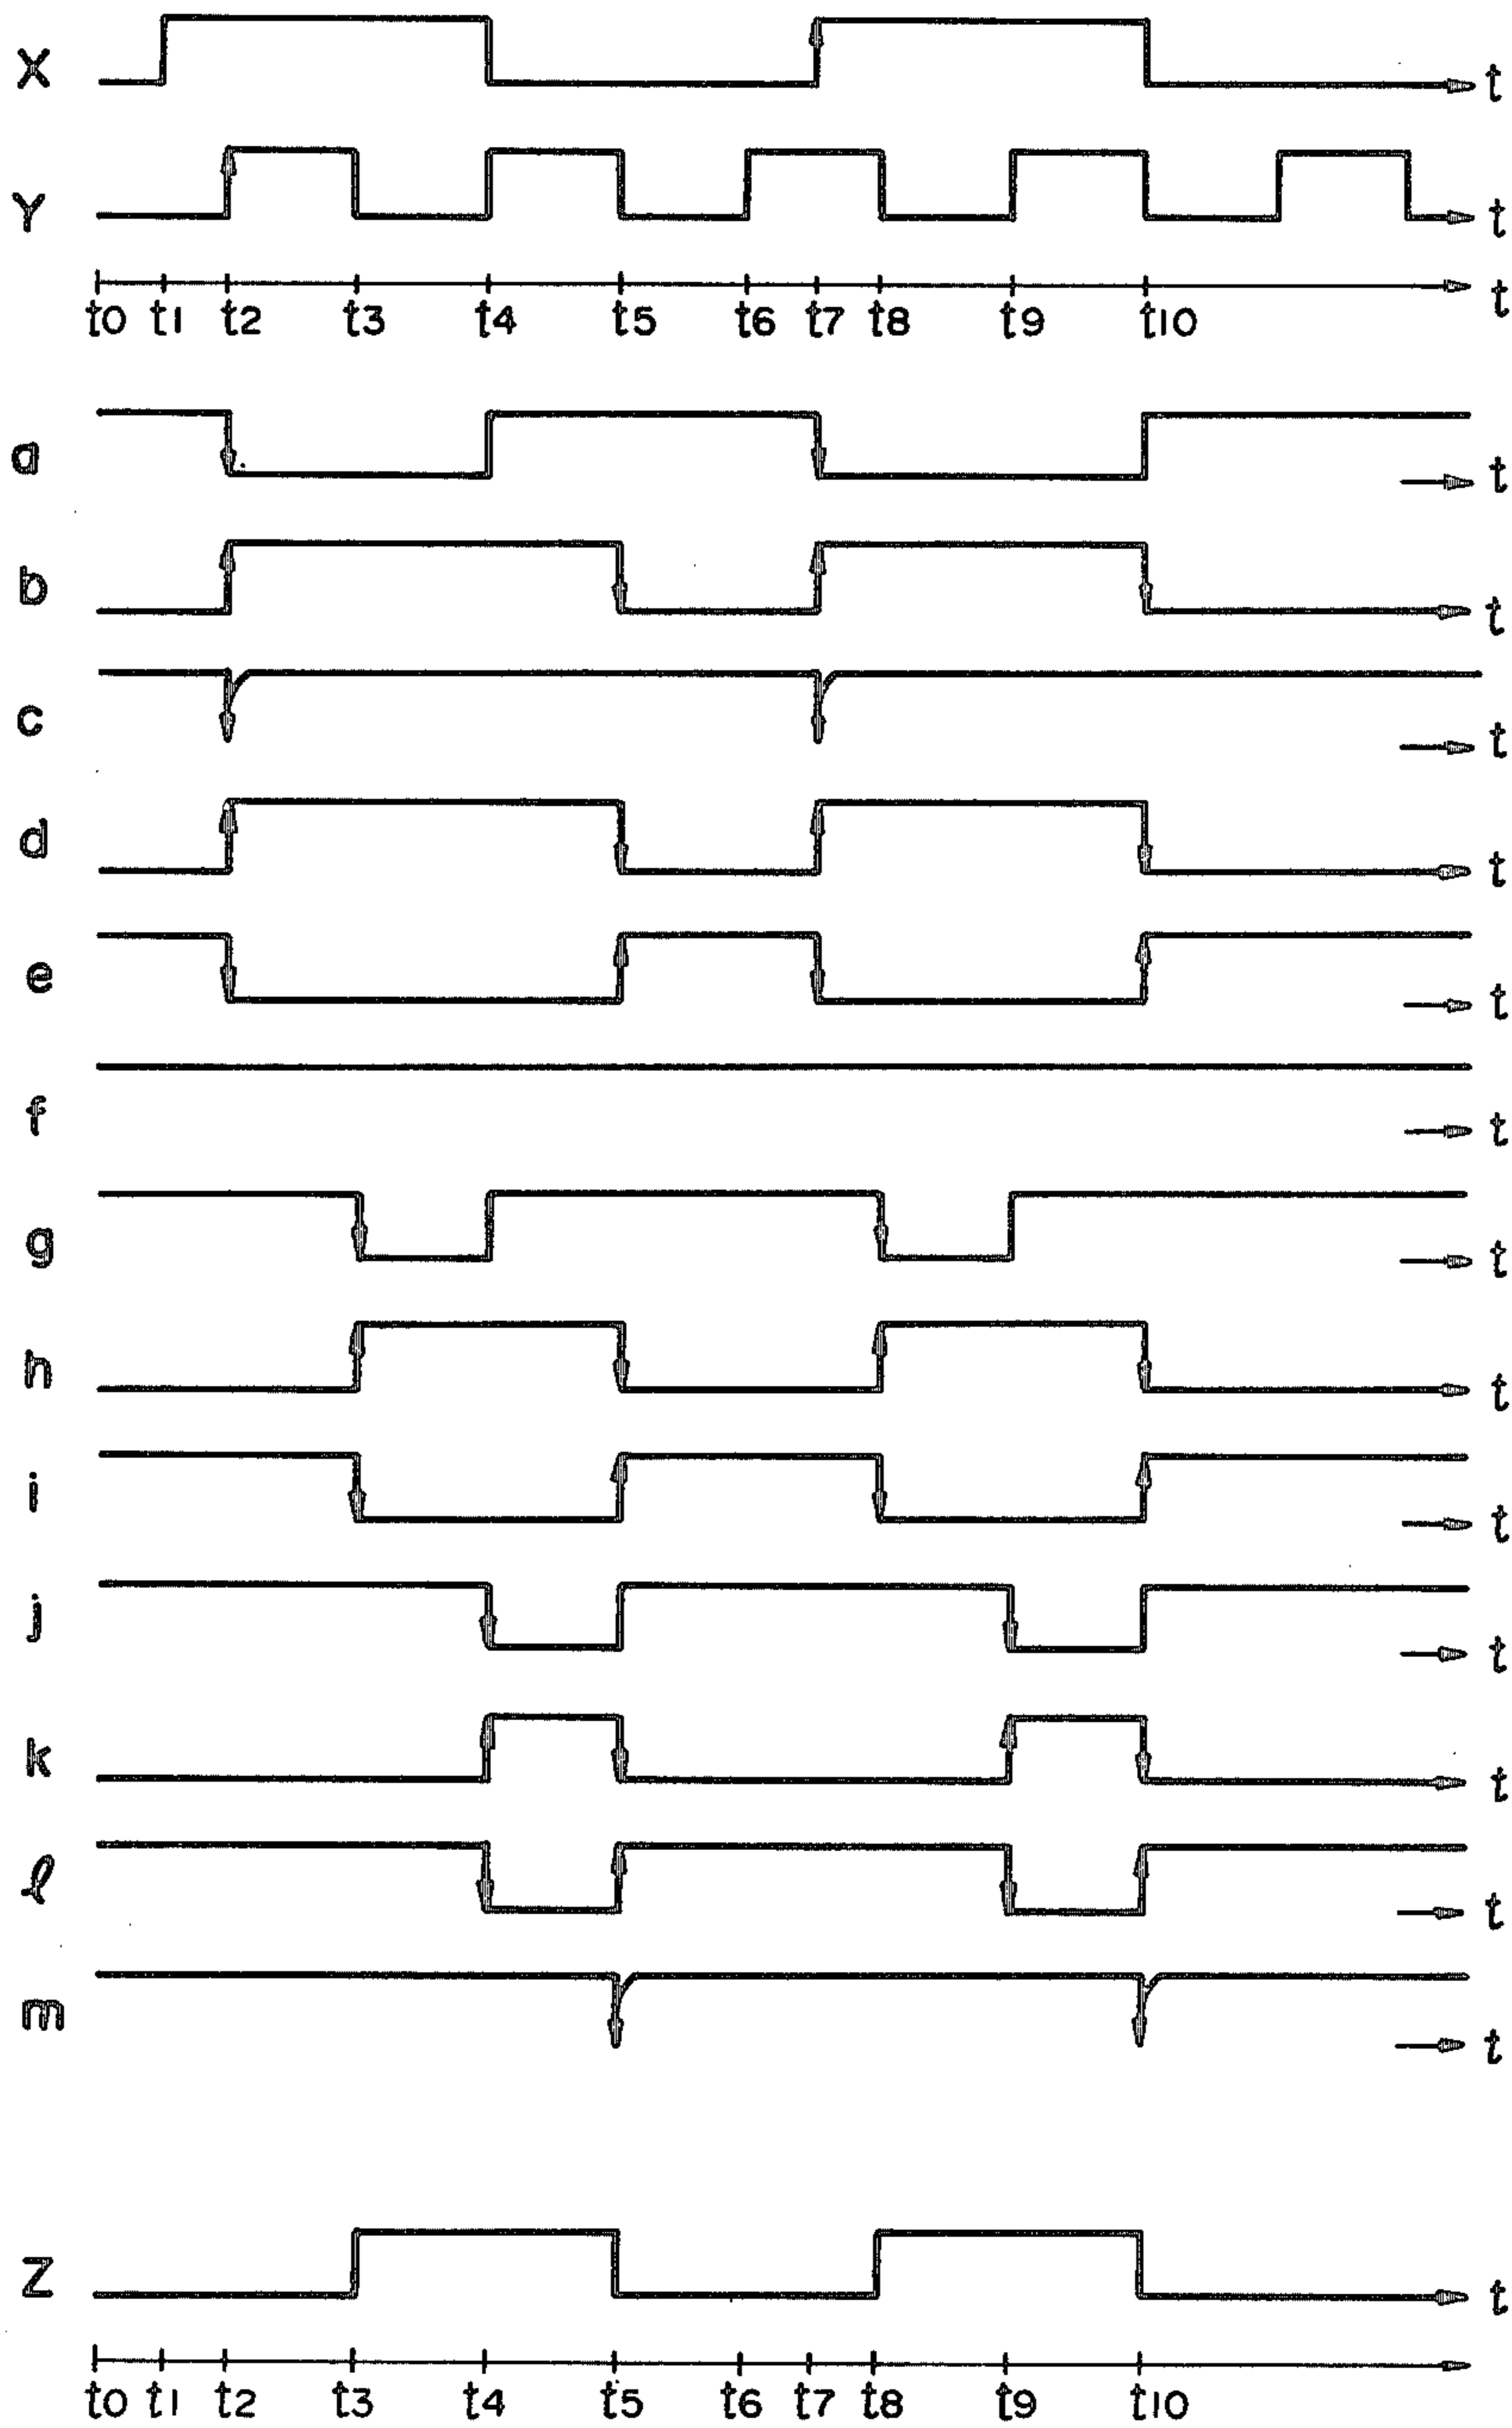 X t
Y t
t0 t1 t2 t3 t4 t5 t6 t7 t8 t9 t10 t
a t
b t
c t
d t
e t
f t
g t
h t
i t
j t
k t
l t
m t
Z t
t0 t1 t2 t3 t4 t5 t6 t7 t8 t9 t10